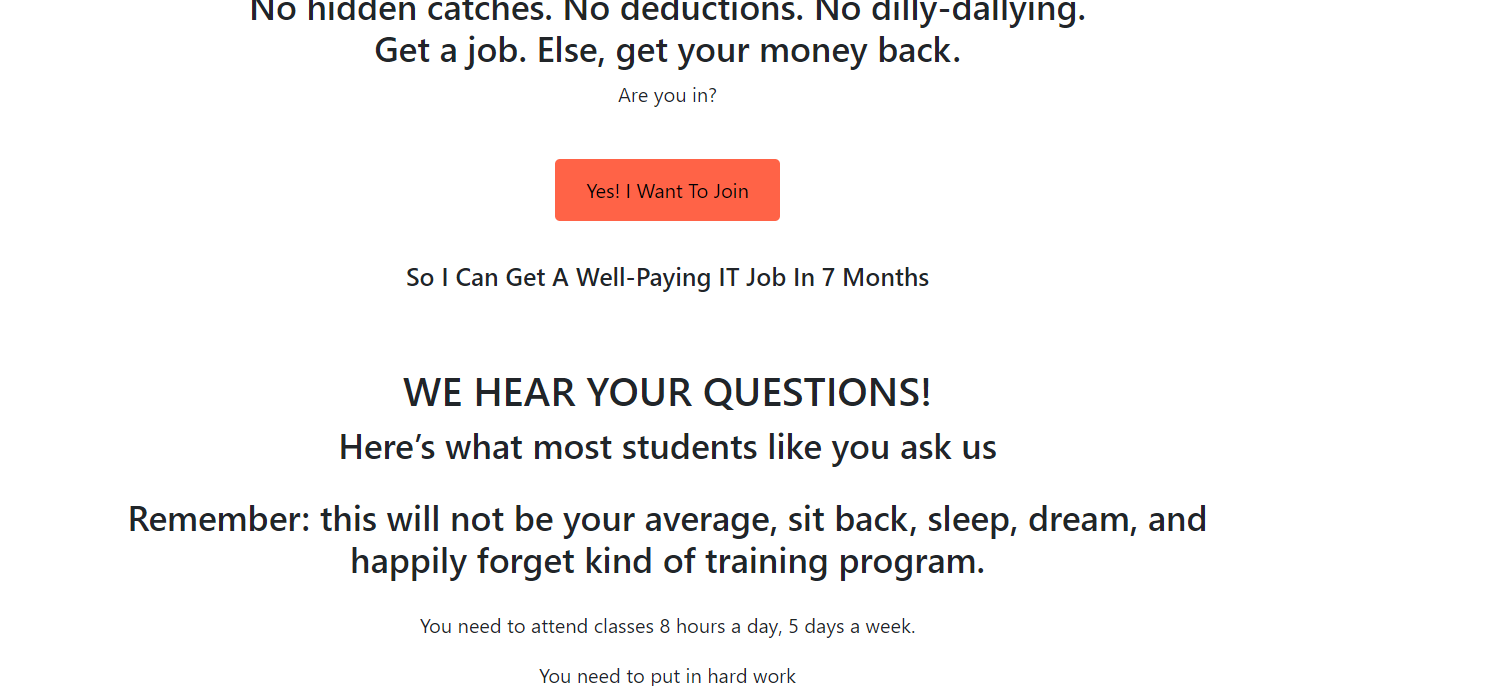 No hidden catches. No deductions. No dilly-dallying.
Get a job. Else, get your money back.
Are you in?
Yes! I Want To Join
So I Can Get A Well-Paying IT Job In 7 Months
WE HEAR YOUR QUESTIONS!
Here’s what most students like you ask us
Remember: this will not be your average, sit back, sleep, dream, and
happily forget kind of training program.
You need to attend classes 8 hours a day, 5 days a week.
You need to put in hard work